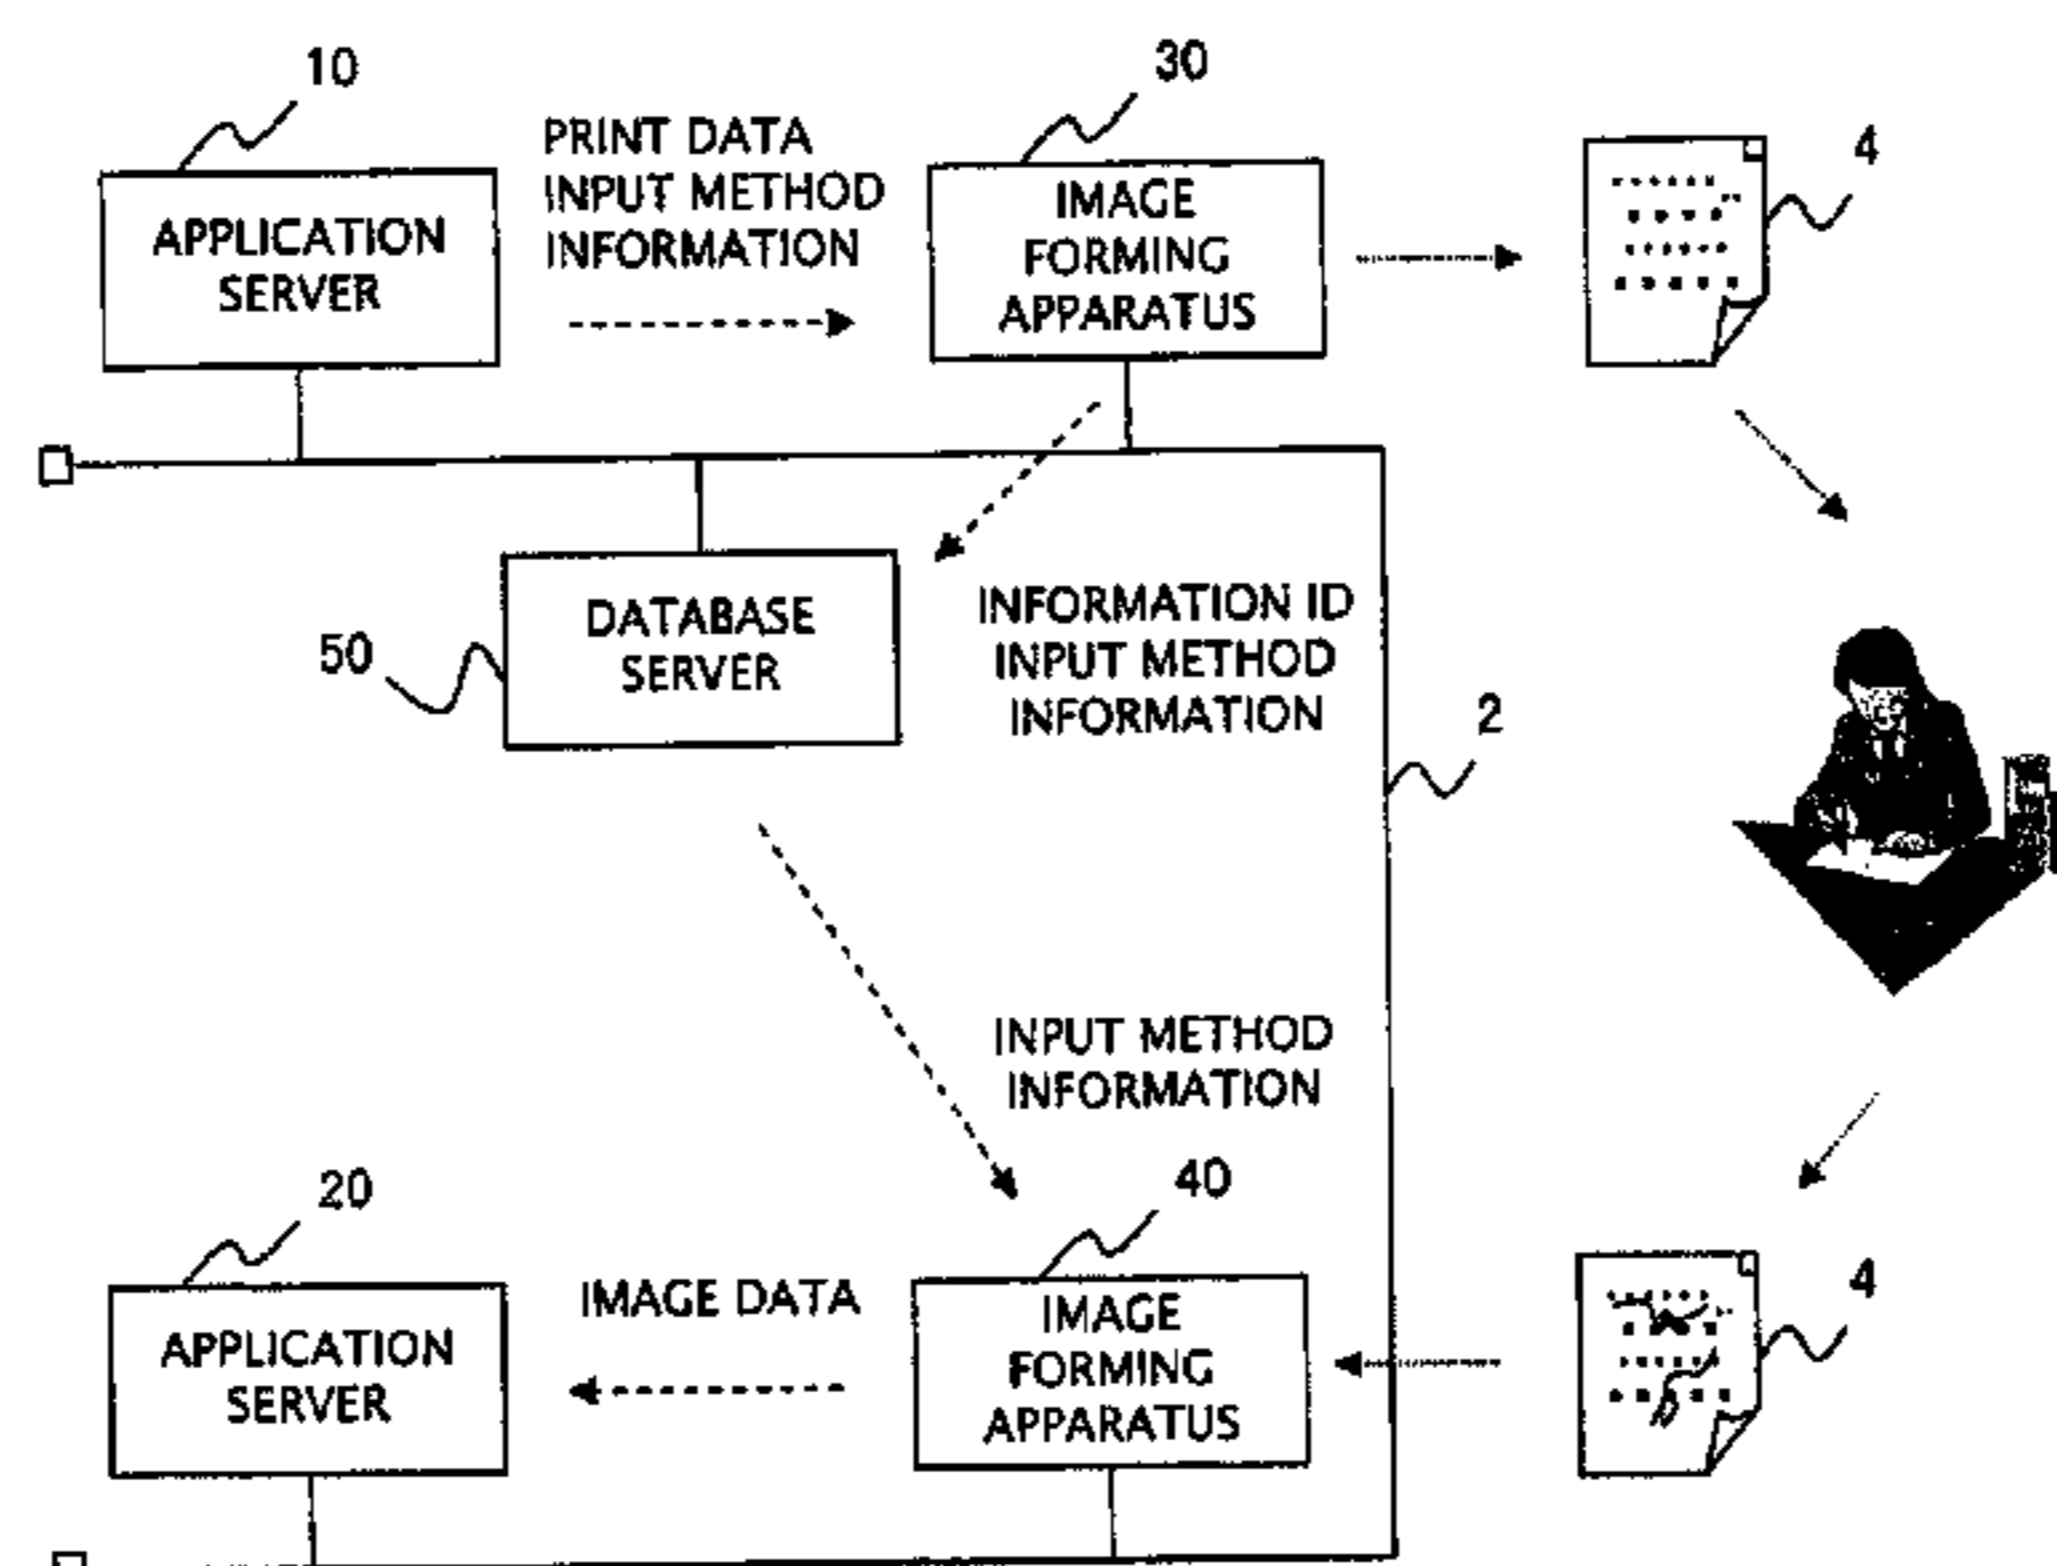 10
30
PRINT DATA
INPUT METHOD
INFORMATION
APPLICATION
SERVER
IMAGE
FORMING
APPARATUS
4
DATABASE
SERVER
50
INFORMATION ID
INPUT METHOD
INFORMATION
2
INPUT METHOD
INFORMATION
20
40
IMAGE DATA
APPLICATION
SERVER
IMAGE
FORMING
APPARATUS
4